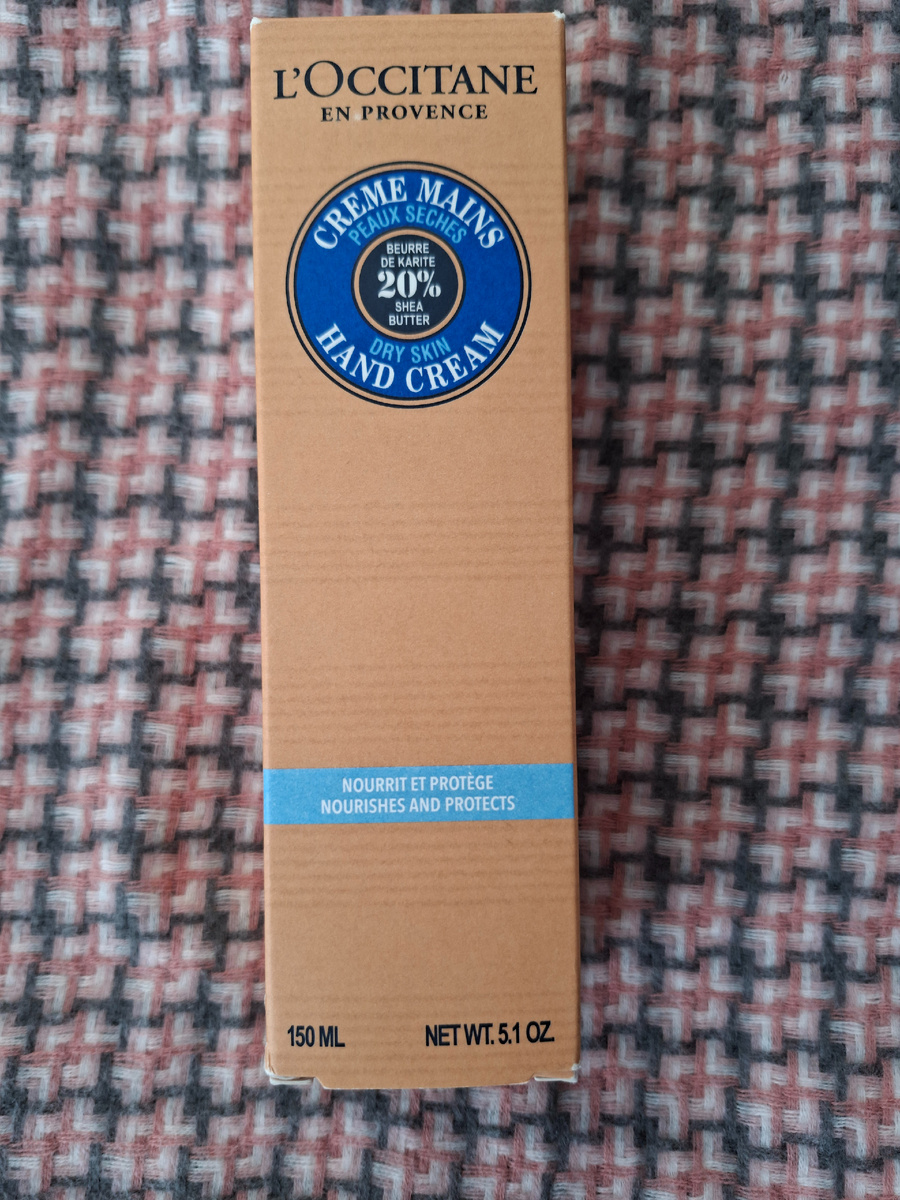 L'OCCITANE
EN PROVENCE
CREME MAINS
PEAUX SECHES
BEURRE
DE KARITE
20%
SHEA
BUTTER
DRY SKIN
HAND CREAM
NOURRIT ET PROTÈGE
NOURISHES AND PROTECTS
150 ML NET WT. 5.1 OZ.